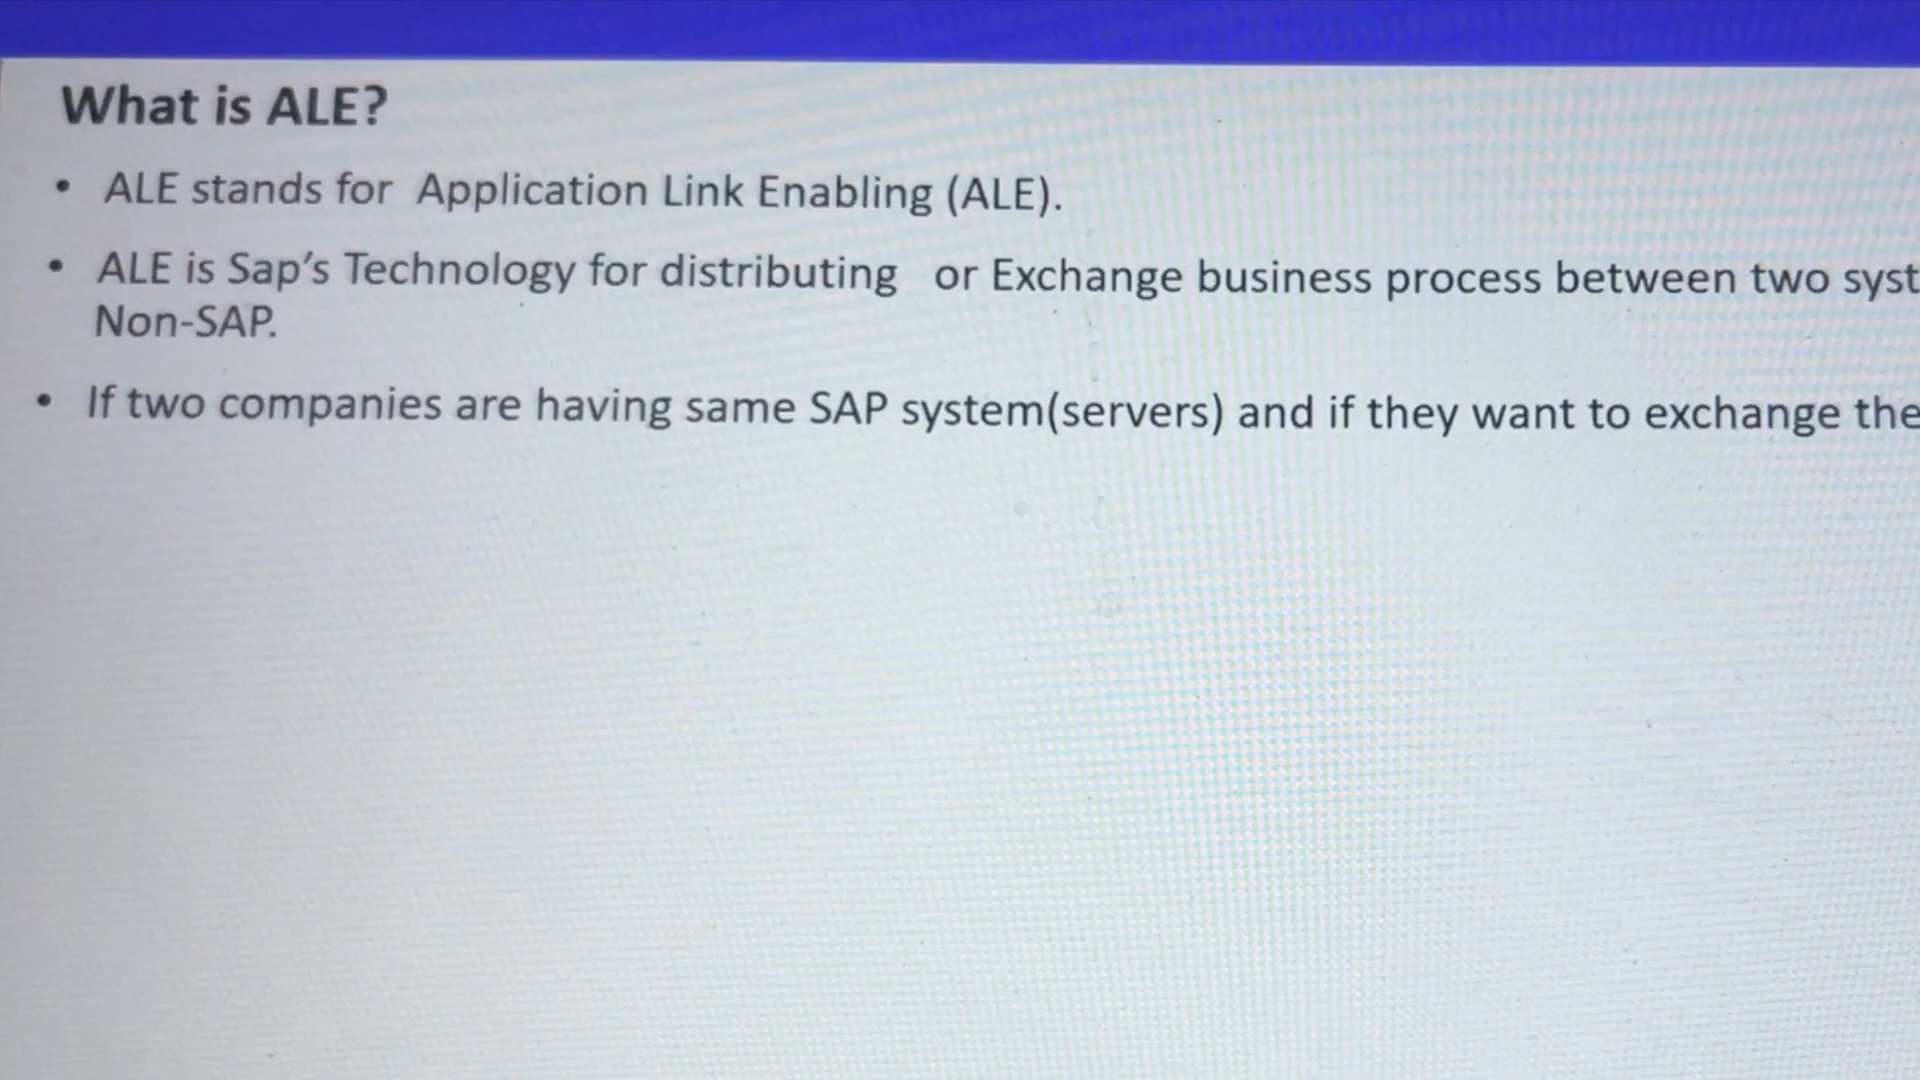 What is ALE?
• ALE stands for Application Link Enabling (ALE).
• ALE is Sap's Technology for distributing or Exchange business process between two syst
Non-SAP.
• If two companies are having same SAP system(servers) and if they want to exchange the